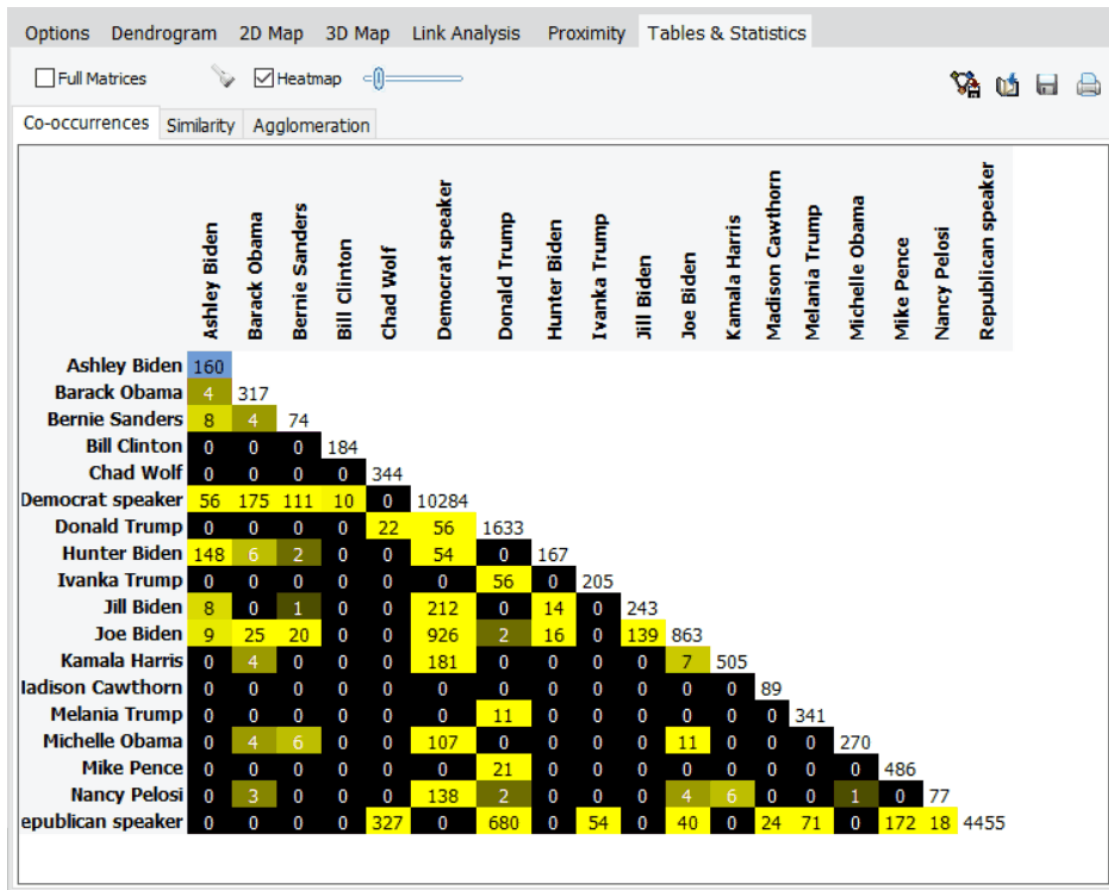 Options Dendrogram 2D Map 3D Map Link Analysis Proximity Tables & Statistics
Full Matrices Heatmap
Co-occurrences Similarity Agglomeration
Ashley Biden Barack Obama Bernie Sanders Bill Clinton Chad Wolf Democrat speaker Donald Trump Hunter Biden Ivanka Trump Jill Biden Joe Biden Kamala Harris Madison Cawthorn Melania Trump Michelle Obama Mike Pence Nancy Pelosi Republican speaker
Ashley Biden 160
Barack Obama 4 317
Bernie Sanders 8 4 74
Bill Clinton 0 0 0 184
Chad Wolf 0 0 0 0 344
Democrat speaker 56 175 111 10 0 10284
Donald Trump 0 0 0 0 22 56 1633
Hunter Biden 148 6 2 0 0 54 0 167
Ivanka Trump 0 0 0 0 0 0 56 0 205
Jill Biden 8 0 1 0 0 212 0 14 0 243
Joe Biden 9 25 20 0 0 926 2 16 0 139 863
Kamala Harris 0 4 0 0 0 181 0 0 0 0 7 505
ladison Cawthorn 0 0 0 0 0 0 0 0 0 0 0 0 89
Melania Trump 0 0 0 0 0 0 11 0 0 0 0 0 0 341
Michelle Obama 0 4 6 0 0 107 0 0 0 0 11 0 0 0 270
Mike Pence 0 0 0 0 0 0 21 0 0 0 0 0 0 0 0 486
Nancy Pelosi 0 3 0 0 0 138 2 0 0 0 4 6 0 0 1 0 77
epublican speaker 0 0 0 0 327 0 680 0 54 0 40 0 24 71 0 172 18 4455